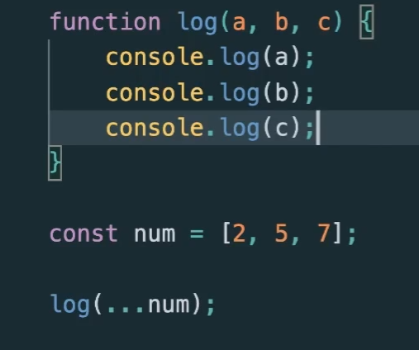 function log(a, b, c) {
    console.log(a);
    console.log(b);
    console.log(c);
}

const num = [2, 5, 7];

log(...num);